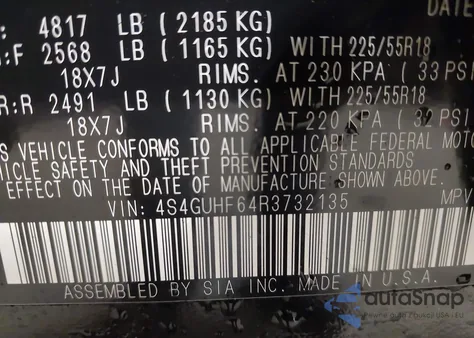 DATE
: 4817 LB (2185 KG)
:F 2568 LB (1165 KG) WITH 225/55R18
18X7J RIMS. AT 230 KPA (33 PSI
R:R 2491 LB (1130 KG) WITH 225/55R18
18X7J RIMS. AT 220 KPA (32 PSI
S VEHICLE CONFORMS TO ALL APPLICABLE FEDERAL MOTO
VEHICLE SAFETY AND THEFT PREVENTION STANDARDS
EFFECT ON THE DATE OF MANUFACTURE SHOWN ABOVE.
VIN: 4S4GUHF64R3732135 MPV
ASSEMBLED BY SIA INC. MADE IN U.S.A.
autoSnap